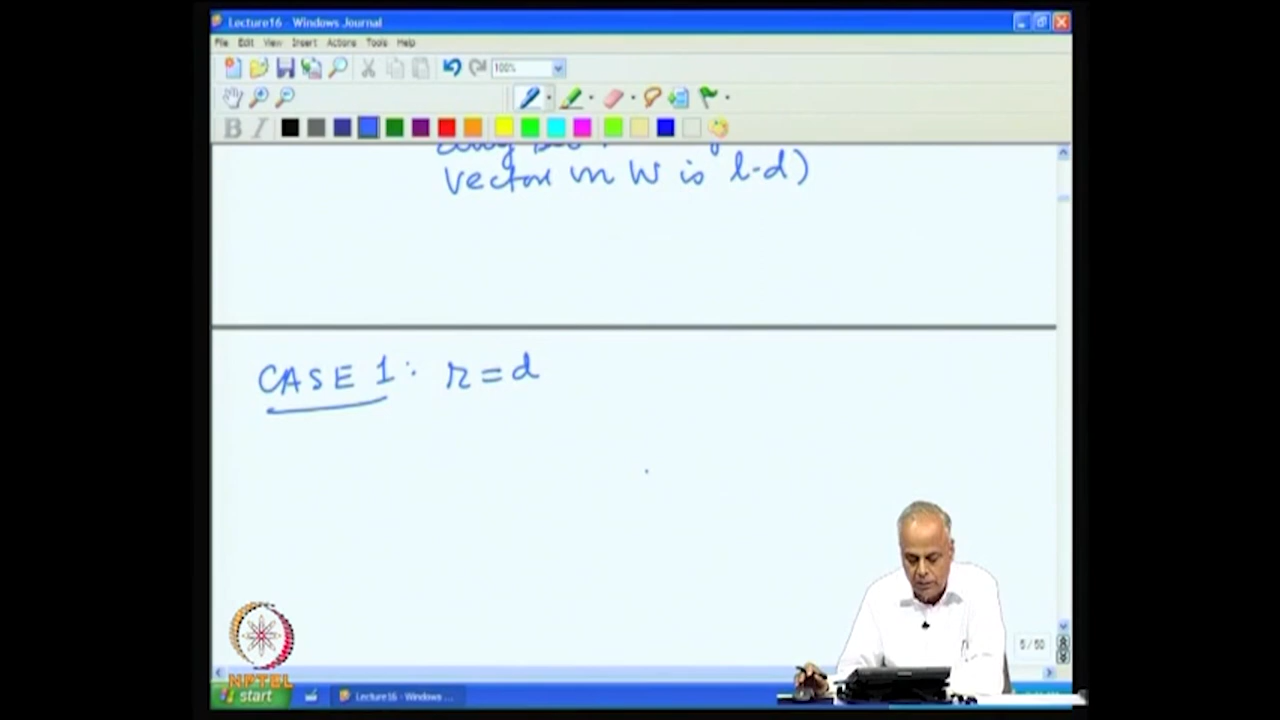 Lecture16 - Windows Journal
File Edit View Insert Actions Tools Help
100%
B I
vector in W is l-d)
CASE 1: r = d
5 / 50
NPTEL
start Lecture16 - Windows ...